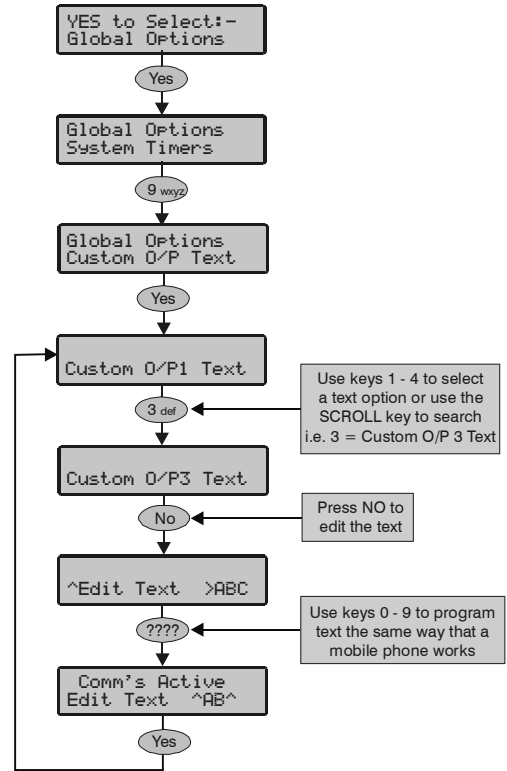 YES to Select:-
Global Options
Yes
Global Options
System Timers
9 wxyz
Global Options
Custom O/P Text
Yes
Custom O/P1 Text
3 def
Use keys 1 - 4 to select
a text option or use the
SCROLL key to search
i.e. 3 = Custom O/P 3 Text
Custom O/P3 Text
No
Press NO to
edit the text
^Edit Text >ABC
????
Use keys 0 - 9 to program
text the same way that a
mobile phone works
Comm's Active
Edit Text ^AB^
Yes